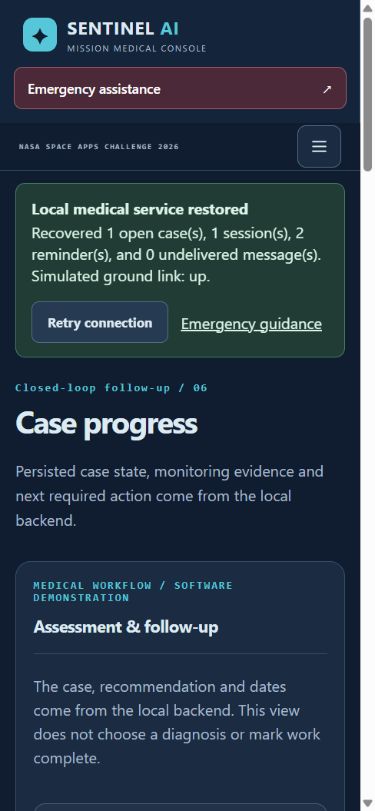 SENTINEL AI
MISSION MEDICAL CONSOLE
Emergency assistance ↗
NASA SPACE APPS CHALLENGE 2026
Local medical service restored
Recovered 1 open case(s), 1 session(s), 2
reminder(s), and 0 undelivered message(s).
Simulated ground link: up.
Retry connection Emergency guidance
Closed-loop follow-up / 06
Case progress
Persisted case state, monitoring evidence and
next required action come from the local
backend.
MEDICAL WORKFLOW / SOFTWARE
DEMONSTRATION
Assessment & follow-up
The case, recommendation and dates
come from the local backend. This view
does not choose a diagnosis or mark work
complete.